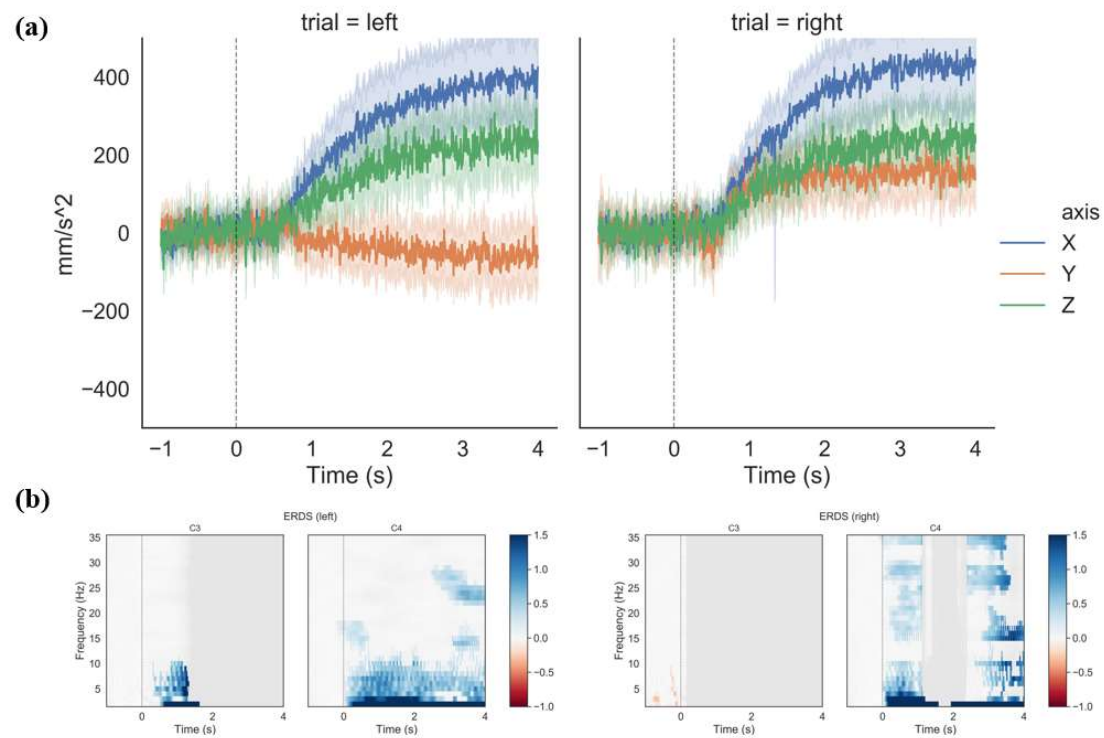 (a)
trial = left
trial = right
400
200
0
−200
−400
mm/s^2
−1 0 1 2 3 4
−1 0 1 2 3 4
Time (s)
Time (s)
axis
X
Y
Z
(b)
ERDS (left)
C3
C4
35
30
25
20
15
10
5
Frequency (Hz)
0 4
0 4
Time (s)
Time (s)
1.5
1.0
0.5
0.0
−0.5
−1.0
ERDS (right)
C3
C4
35
30
25
20
15
10
5
Frequency (Hz)
0 4
0 2 4
Time (s)
Time (s)
1.5
1.0
0.5
0.0
−0.5
−1.0